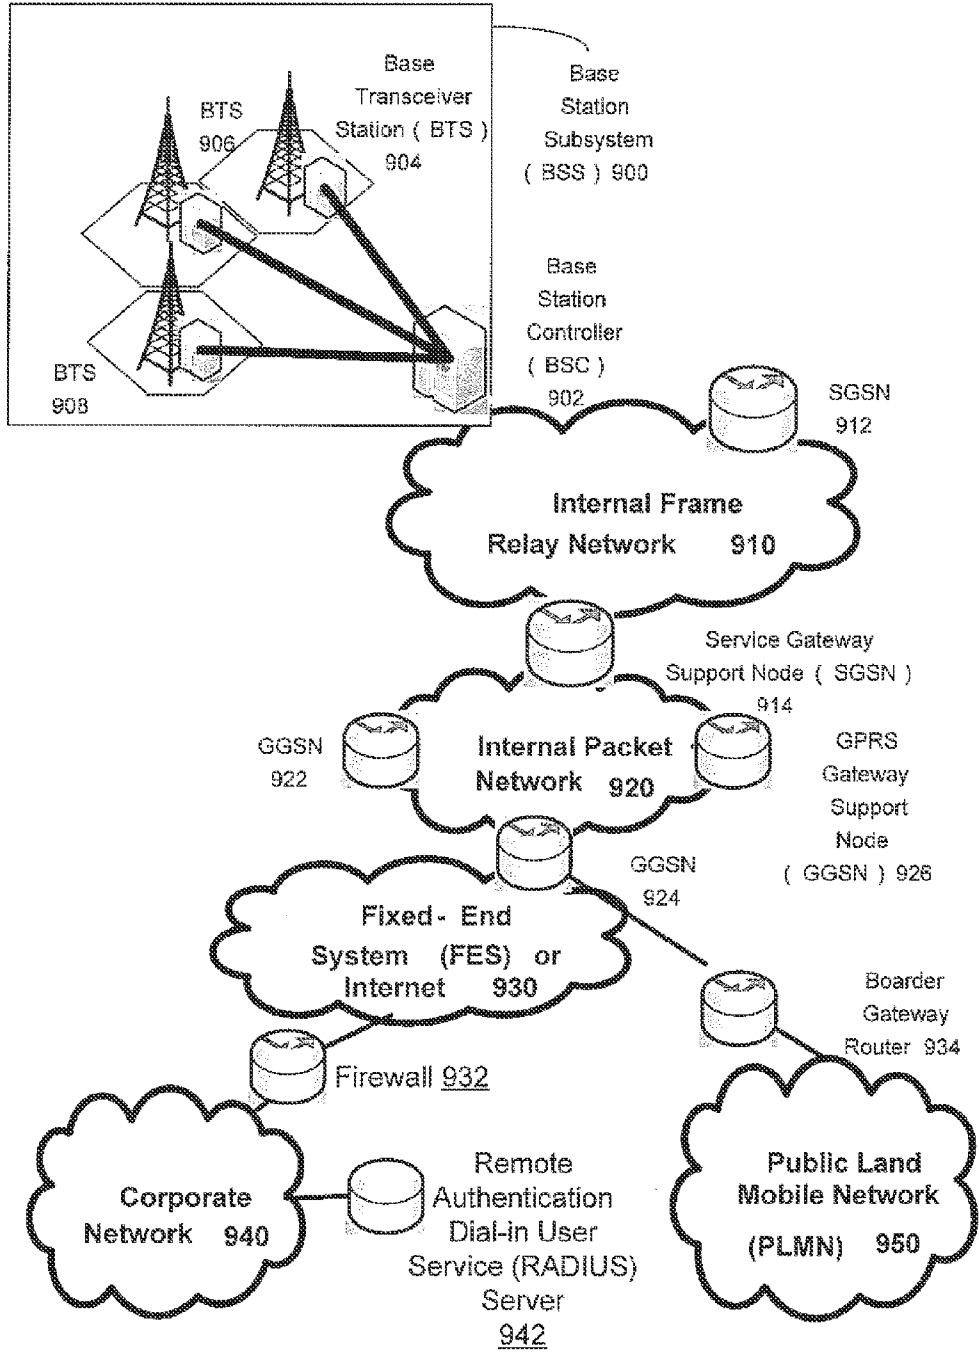 Base
Transceiver
Station ( BTS )
904
BTS
906
Base
Station
Subsystem
( BSS ) 900
BTS
908
Base
Station
Controller
( BSC )
902
SGSN
912
Internal Frame
Relay Network 910
Service Gateway
Support Node ( SGSN )
914
GGSN
922
Internal Packet
Network 920
GPRS
Gateway
Support
Node
( GGSN ) 926
GGSN
924
Fixed - End
System (FES) or
Internet 930
Boarder
Gateway
Router 934
Firewall 932
Corporate
Network 940
Remote
Authentication
Dial-in User
Service (RADIUS)
Server
942
Public Land
Mobile Network
(PLMN) 950